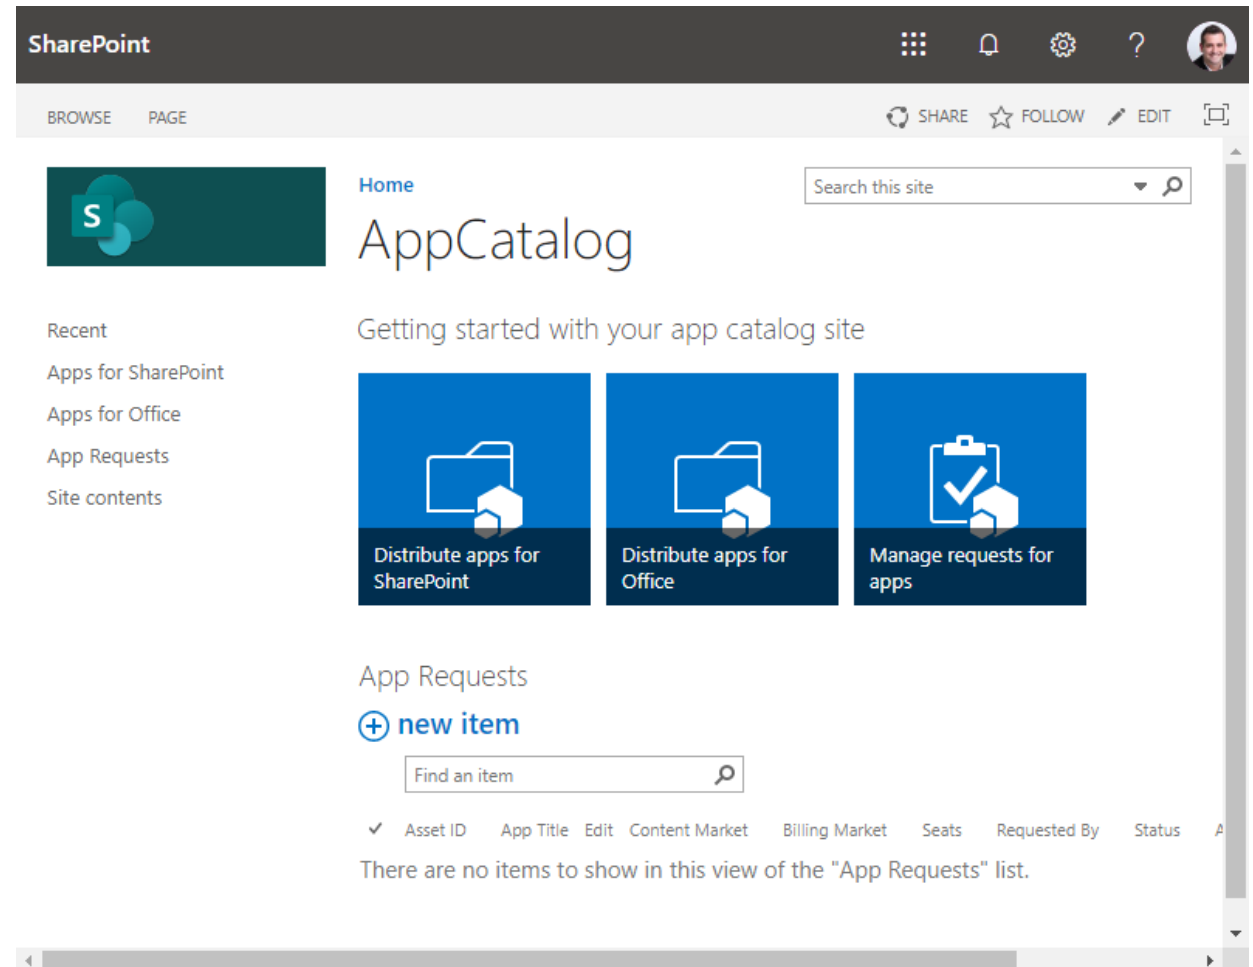 SharePoint
?
BROWSE PAGE
SHARE FOLLOW EDIT
S
Home
Search this site
AppCatalog
Recent
Apps for SharePoint
Apps for Office
App Requests
Site contents
Getting started with your app catalog site
Distribute apps for
SharePoint
Distribute apps for
Office
Manage requests for
apps
App Requests
new item
Find an item
Asset ID App Title Edit Content Market Billing Market Seats Requested By Status
There are no items to show in this view of the "App Requests" list.